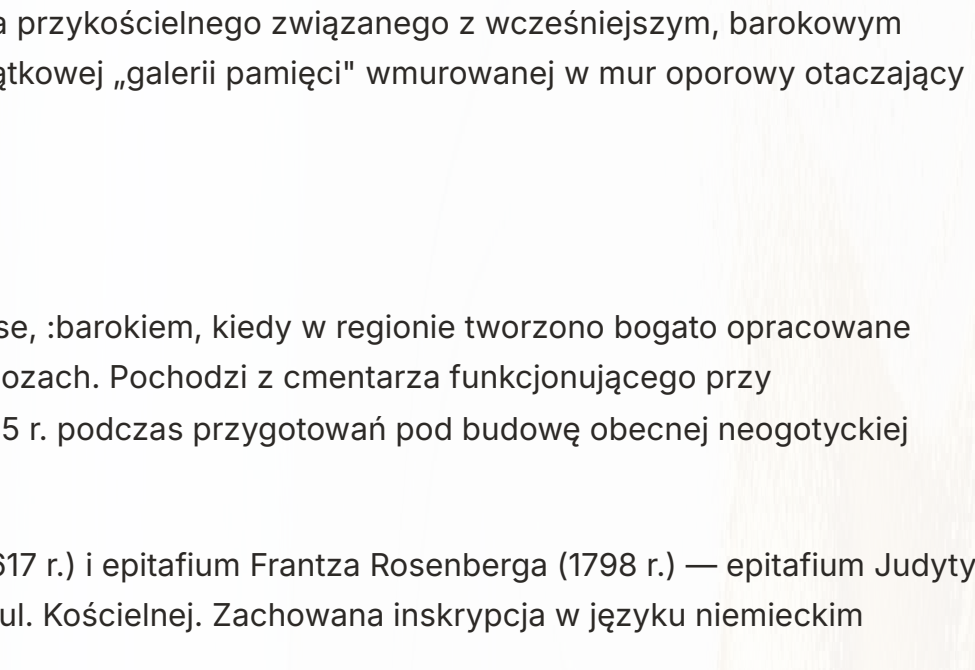 a przykościelnego związanego z wcześniejszym, barokowym
ątkowej „galerii pamięci" wmurowanej w mur oporowy otaczający
se, :barokiem, kiedy w regionie tworzono bogato opracowane
ozach. Pochodzi z cmentarza funkcjonującego przy
5 r. podczas przygotowań pod budowę obecnej neogotyckiej
617 r.) i epitafium Frantza Rosenberga (1798 r.) — epitafium Judyty
ul. Kościelnej. Zachowana inskrypcja w języku niemieckim